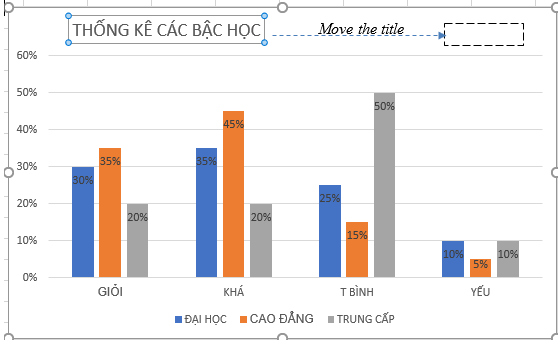 THỐNG KÊ CÁC BẬC HỌC
Move the title
60%
50%
40%
30%
20%
10%
0%
30%
35%
20%
35%
45%
20%
25%
15%
50%
10%
5%
10%
GIỎI
KHÁ
T BÌNH
YẾU
ĐẠI HỌC
CAO ĐẲNG
TRUNG CẤP